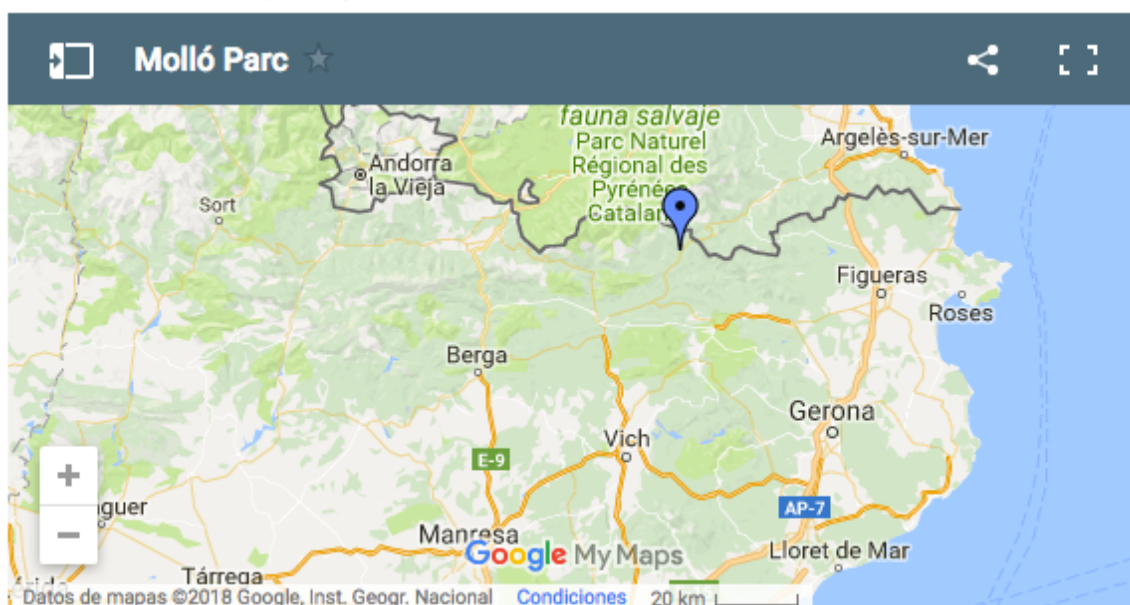 Molló Parc
fauna salvaje
Parc Naturel
Régional des
Pyrénées
Argelès-sur-Mer
Andorra
la Vieja
Sort
Figueras
Roses
Berga
Gerona
Vich
E-9
AP-7
Manresa
Google My Maps
Lloret de Mar
Tárrega
Datos de mapas ©2018 Google, Inst. Geogr. Nacional Condiciones 20 km